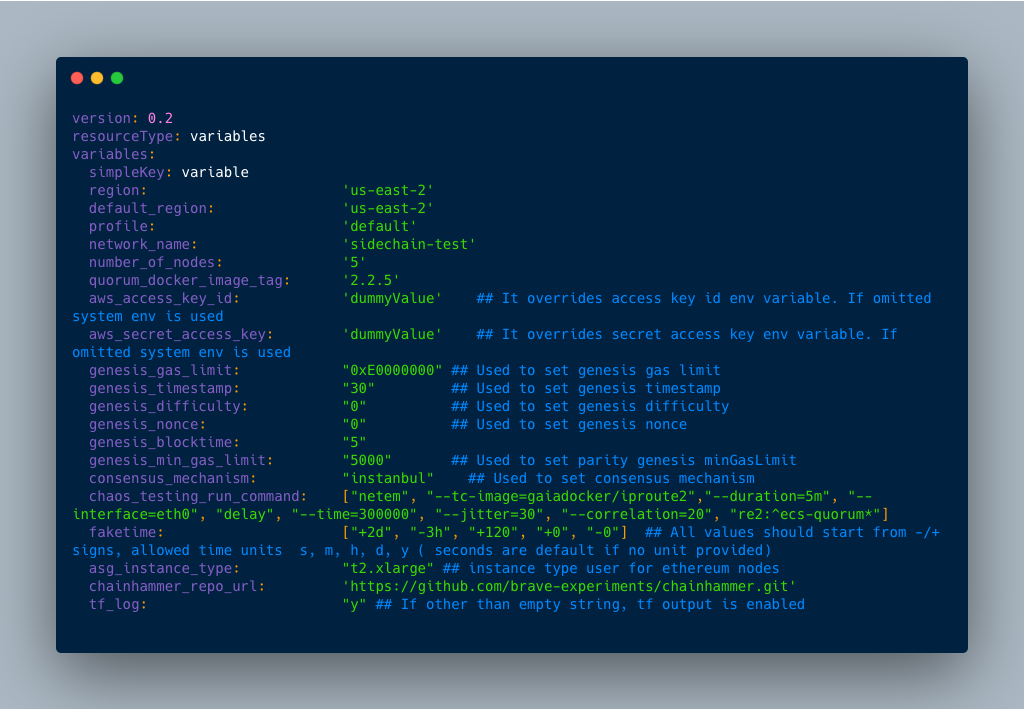 version: 0.2
resourceType: variables
variables:
  simpleKey: variable
  region:                       'us-east-2'
  default_region:               'us-east-2'
  profile:                      'default'
  network_name:                 'sidechain-test'
  number_of_nodes:              '5'
  quorum_docker_image_tag:      '2.2.5'
  aws_access_key_id:            'dummyValue'    ## It overrides access key id env variable. If omitted
system env is used
  aws_secret_access_key:        'dummyValue'    ## It overrides secret access key env variable. If
omitted system env is used
  genesis_gas_limit:            "0xE0000000" ## Used to set genesis gas limit
  genesis_timestamp:            "30"         ## Used to set genesis timestamp
  genesis_difficulty:           "0"          ## Used to set genesis difficulty
  genesis_nonce:                "0"          ## Used to set genesis nonce
  genesis_blocktime:            "5"
  genesis_min_gas_limit:        "5000"       ## Used to set parity genesis minGasLimit
  consensus_mechanism:          "instanbul"    ## Used to set consensus mechanism
  chaos_testing_run_command:    ["netem", "--tc-image=gaiadocker/iproute2","--duration=5m", "--
interface=eth0", "delay", "--time=300000", "--jitter=30", "--correlation=20", "re2:^ecs-quorum*"]
  faketime:                     ["+2d", "-3h", "+120", "+0", "-0"]  ## All values should start from -/+
signs, allowed time units  s, m, h, d, y ( seconds are default if no unit provided)
  asg_instance_type:            "t2.xlarge" ## instance type user for ethereum nodes
  chainhammer_repo_url:         'https://github.com/brave-experiments/chainhammer.git'
  tf_log:                       "y" ## If other than empty string, tf output is enabled